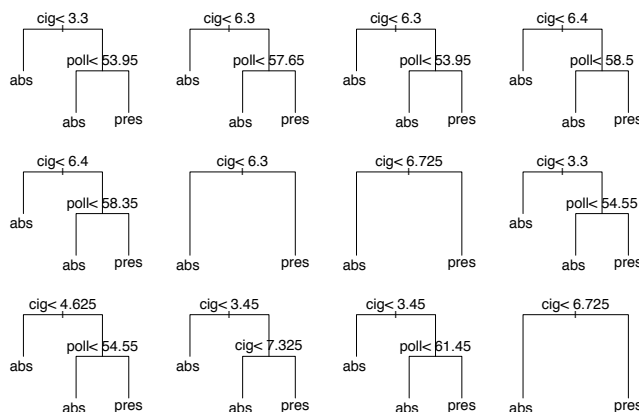 cig< 3.3 cig< 6.3 cig< 6.3 cig< 6.4
abs poll< 53.95 abs poll< 57.65 abs poll< 53.95 abs poll< 58.5
abs pres abs pres abs pres abs pres
cig< 6.4 cig< 6.3 cig< 6.725 cig< 3.3
abs poll< 58.35 abs poll< 54.55
abs pres abs pres abs pres abs pres
cig< 4.625 cig< 3.45 cig< 3.45 cig< 6.725
abs poll< 54.55 abs cig< 7.325 abs poll< 61.45
abs pres abs pres abs pres abs pres